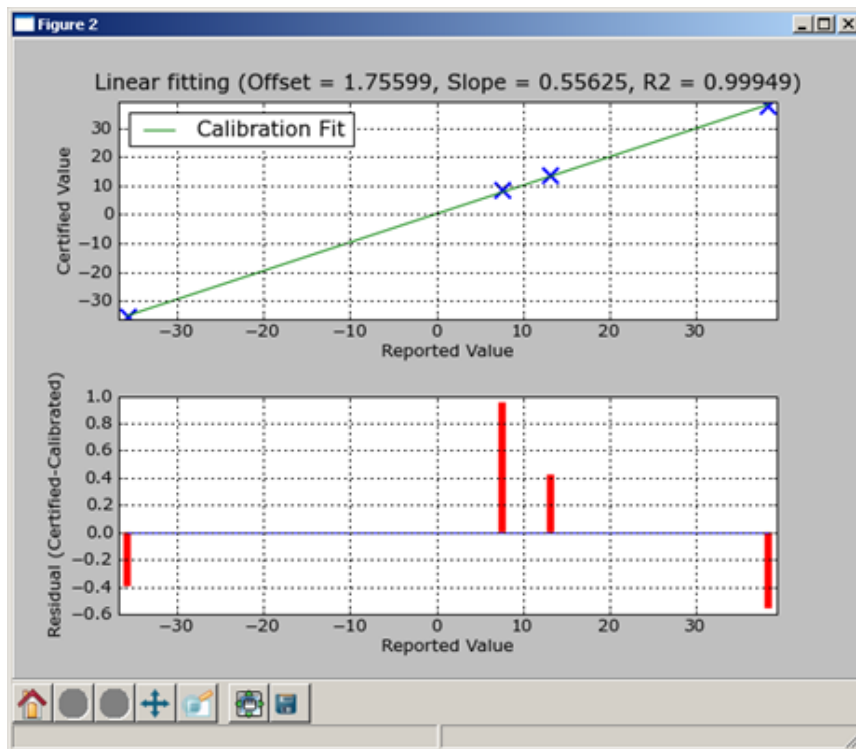 Figure 2
Linear fitting (Offset = 1.75599, Slope = 0.55625, R2 = 0.99949)
Calibration Fit
Certified Value
30
20
10
0
−10
−20
−30
−30 −20 −10 0 10 20 30
Reported Value
Residual (Certified-Calibrated)
1.0
0.8
0.6
0.4
0.2
0.0
−0.2
−0.4
−0.6
−30 −20 −10 0 10 20 30
Reported Value